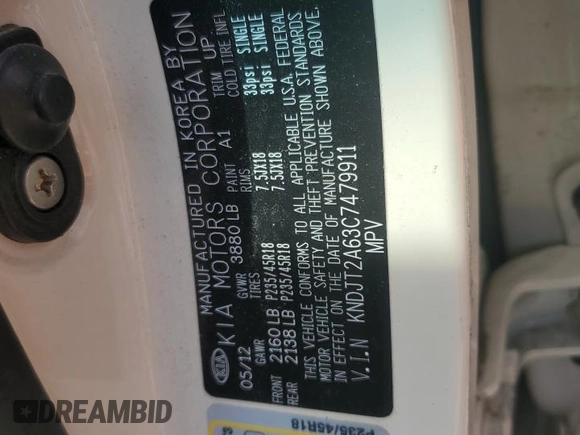 KIA
MANUFACTURED IN KOREA BY
KIA MOTORS CORPORATION
05/12 GVWR 3880 LB PAINT A1 TRIM UP
GAWR TIRES RIMS COLD TIRE INFL
FRONT 2160 LB P235/45R18 7.5JX18 33psi SINGLE
REAR 2138 LB P235/45R18 7.5JX18 33psi SINGLE
THIS VEHICLE CONFORMS TO ALL APPLICABLE U.S.A. FEDERAL
MOTOR VEHICLE SAFETY AND THEFT PREVENTION STANDARDS
IN EFFECT ON THE DATE OF MANUFACTURE SHOWN ABOVE.
V.I.N KNDJT2A63C7479911
MPV
P235/45R18
DREAMBID